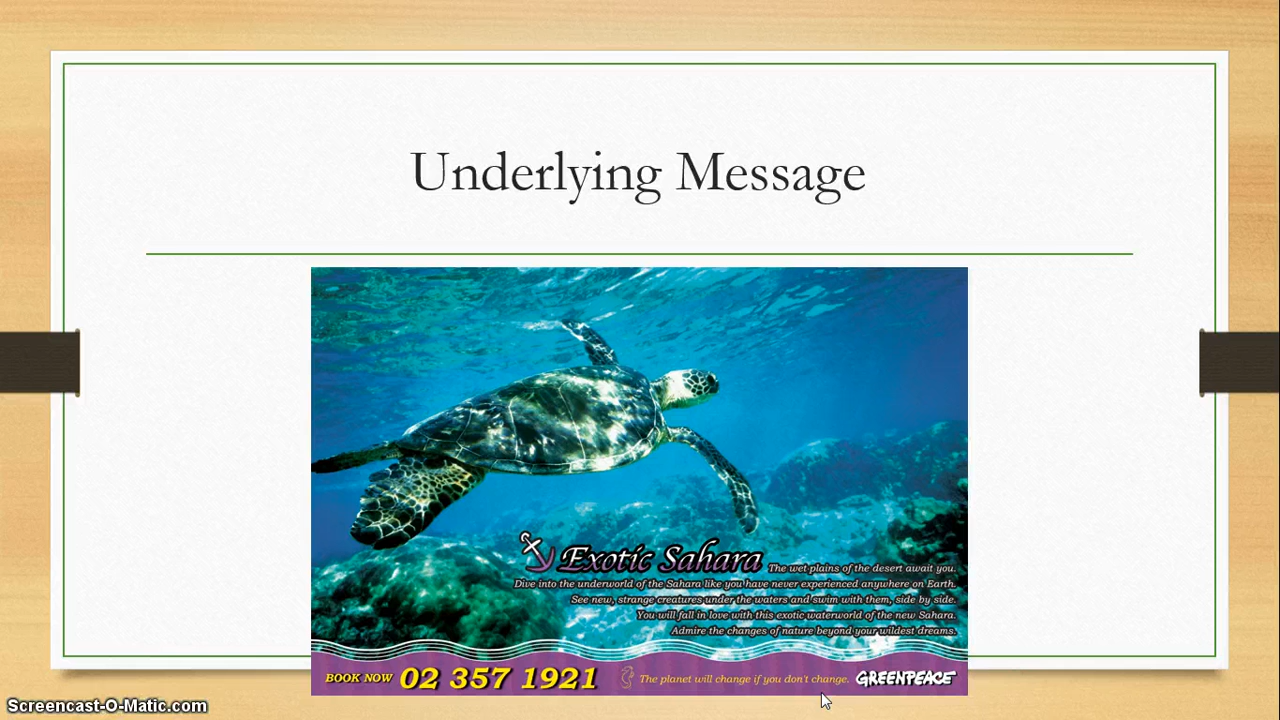 Underlying Message
Exotic Sahara The wet plains of the desert await you.
Dive into the underworld of the Sahara like you have never experienced anywhere on Earth.
See new, strange creatures under the waters and swim with them, side by side.
You will fall in love with this exotic waterworld of the new Sahara.
Admire the changes of nature beyond your wildest dreams.
BOOK NOW 02 357 1921 The planet will change if you don't change. GREENPEACE
Screencast-O-Matic.com